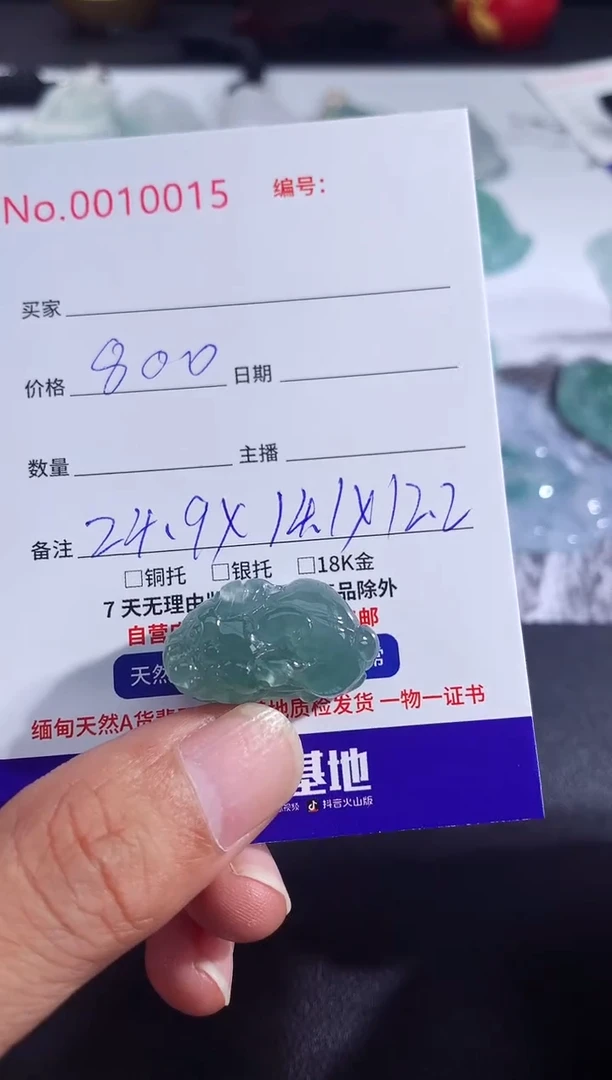 No.0010015 编号：
买家
价格 800 日期
数量 主播
备注 24.9X14.1X12.2
□铜托 □银托 □18K金
7天无理由 品除外
自营 邮
天然
缅甸天然A货 地质检发货 一物一证书
基地
视频 抖音火山版